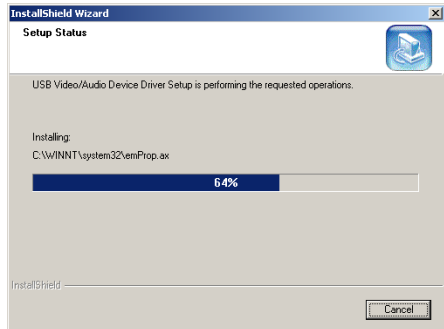 InstallShield Wizard
Setup Status
USB Video/Audio Device Driver Setup is performing the requested operations.
Installing:
C:\WINNT\system32\emProp.ax
64%
InstallShield
Cancel